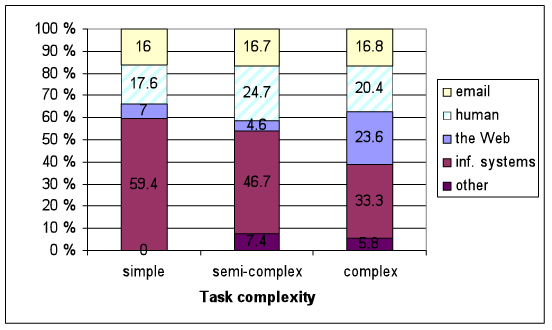 100 %
90 %
80 %
70 %
60 %
50 %
40 %
30 %
20 %
10 %
0 %
16
17.6
7
59.4
0
16.7
24.7
4.6
46.7
7.4
16.8
20.4
23.6
33.3
5.8
simple
semi-complex
complex
Task complexity
email
human
the Web
inf. systems
other